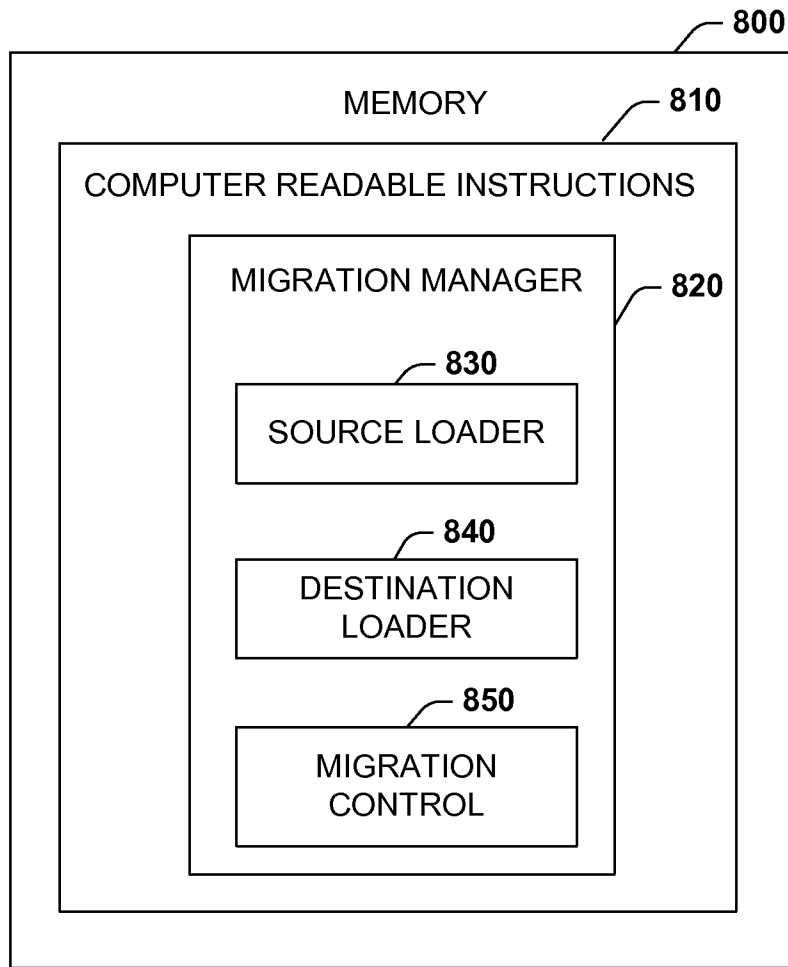 800
MEMORY
810
COMPUTER READABLE INSTRUCTIONS
MIGRATION MANAGER
820
830
SOURCE LOADER
840
DESTINATION
LOADER
850
MIGRATION
CONTROL